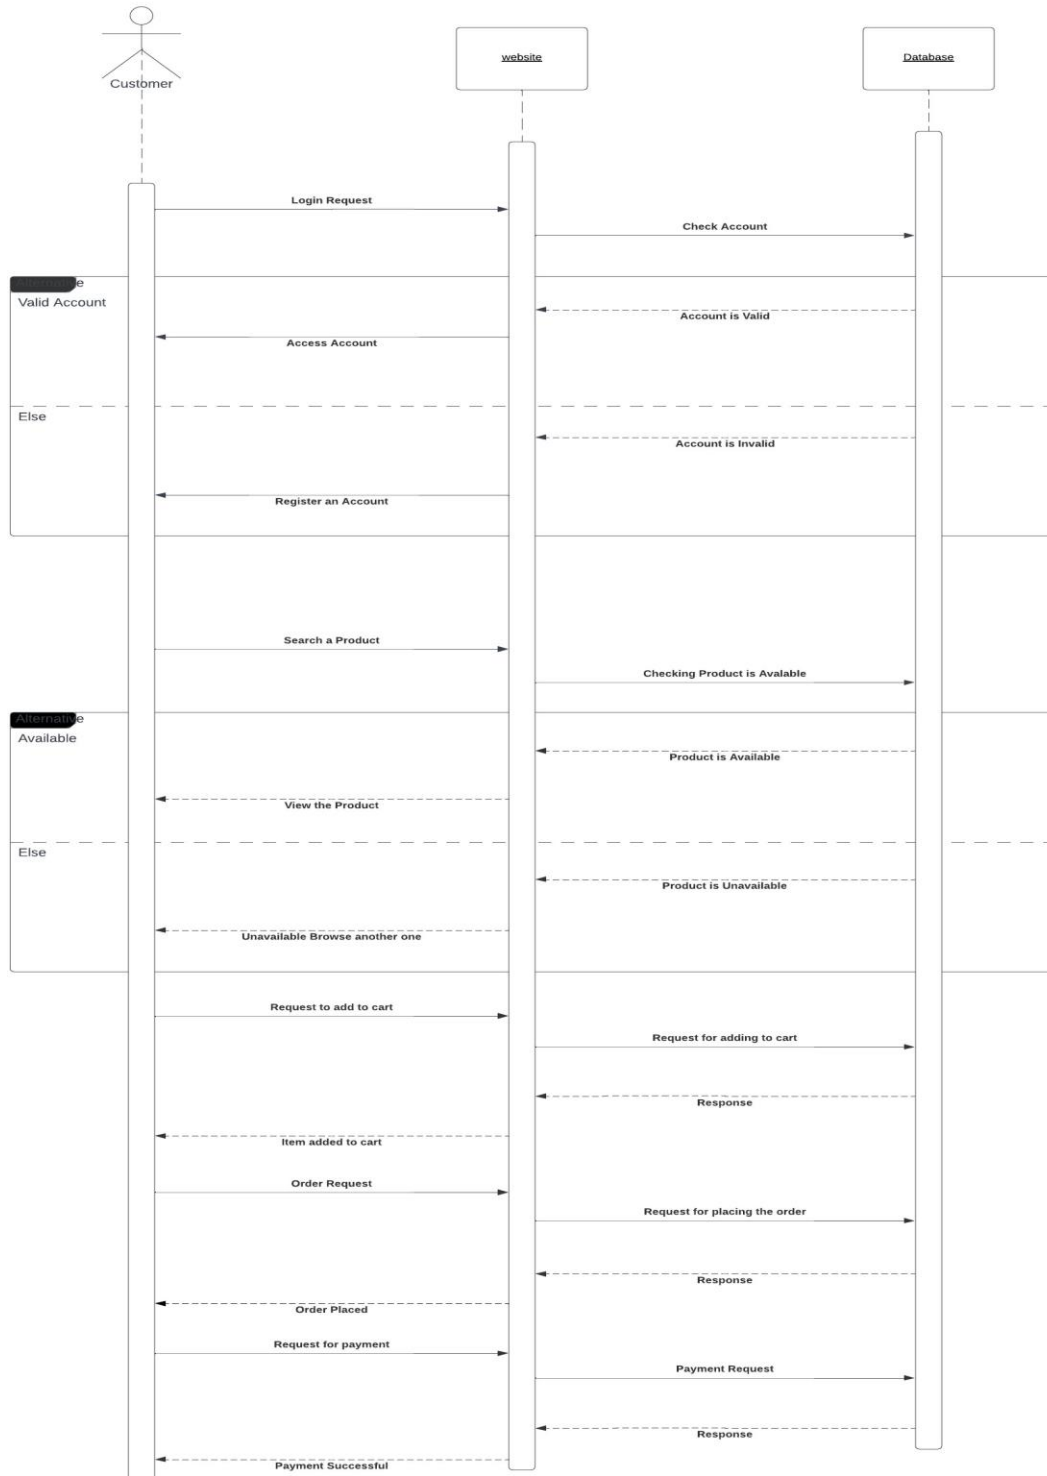 website
Database
Customer
Login Request
Check Account
Alternative
Valid Account
Account is Valid
Access Account
Else
Account is Invalid
Register an Account
Search a Product
Checking Product is Avalable
Alternative
Available
Product is Available
View the Product
Else
Product is Unavailable
Unavailable Browse another one
Request to add to cart
Request for adding to cart
Response
Item added to cart
Order Request
Request for placing the order
Response
Order Placed
Request for payment
Payment Request
Response
Payment Successful